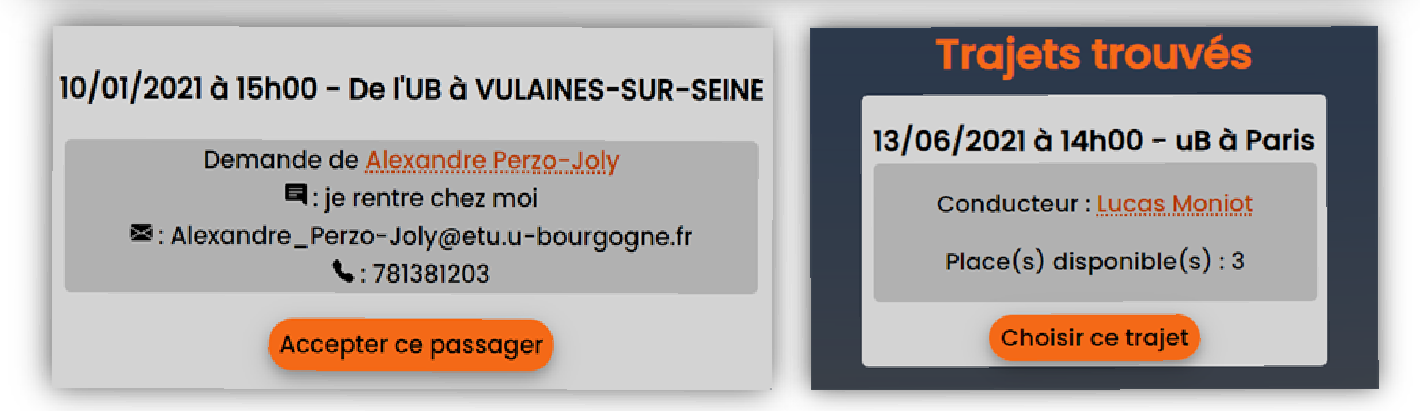 10/01/2021 à 15h00 - De l'UB à VULAINES-SUR-SEINE
Demande de Alexandre Perzo-Joly
: je rentre chez moi
: Alexandre_Perzo-Joly@etu.u-bourgogne.fr
: 781381203
Accepter ce passager
Trajets trouvés
13/06/2021 à 14h00 - uB à Paris
Conducteur : Lucas Moniot
Place(s) disponible(s) : 3
Choisir ce trajet